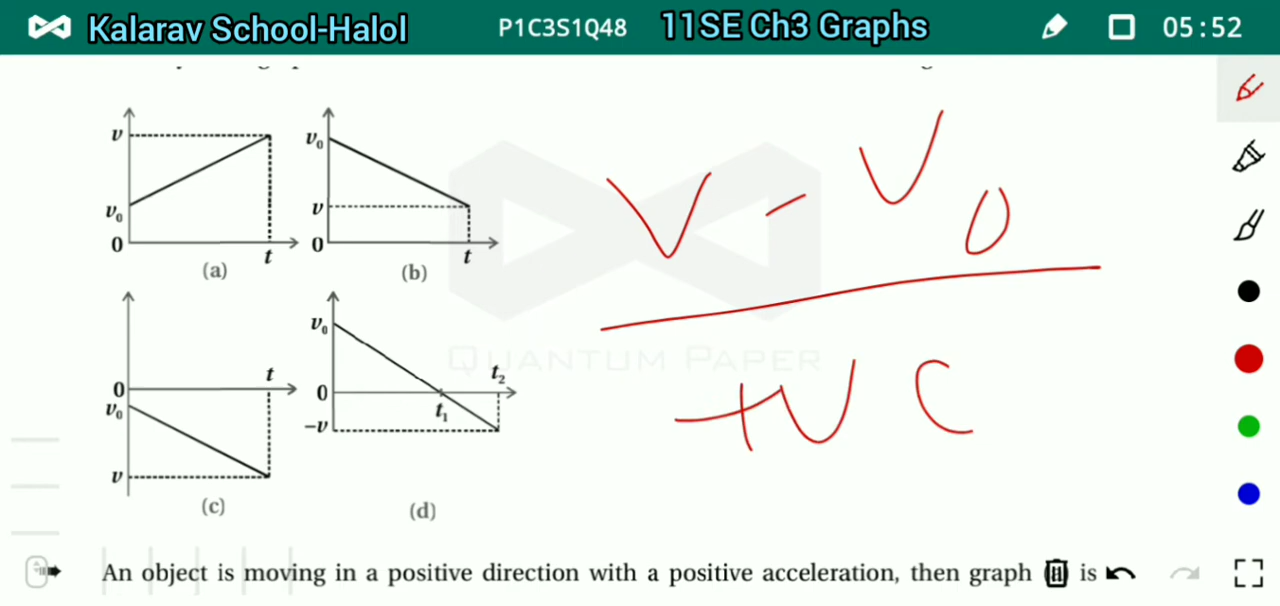 Kalarav School-Halol P1C3S1Q48 11SE Ch3 Graphs 05:52
v
v₀
0
t
(a)
v₀
v
0
t
(b)
0
v₀
v
t
(c)
v₀
0
-v
t₁
t₂
(d)
V - V0
+v C
QUANTUM PAPER
An object is moving in a positive direction with a positive acceleration, then graph is